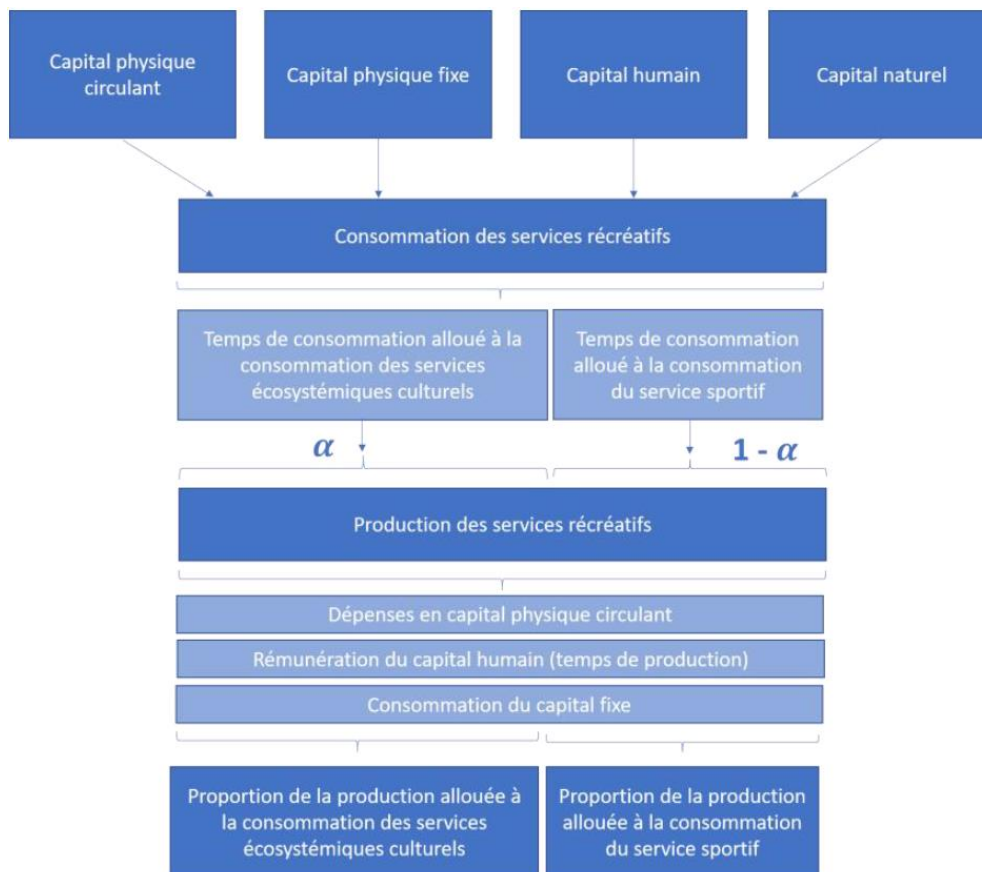 Capital physique
circulant
Capital physique fixe
Capital humain
Capital naturel
Consommation des services récréatifs
Temps de consommation alloué à la
consommation des services
écosystémiques culturels
Temps de consommation
alloué à la consommation
du service sportif
α
1 - α
Production des services récréatifs
Dépenses en capital physique circulant
Rémunération du capital humain (temps de production)
Consommation du capital fixe
Proportion de la production allouée à
la consommation des services
écosystémiques culturels
Proportion de la production
allouée à la consommation
du service sportif